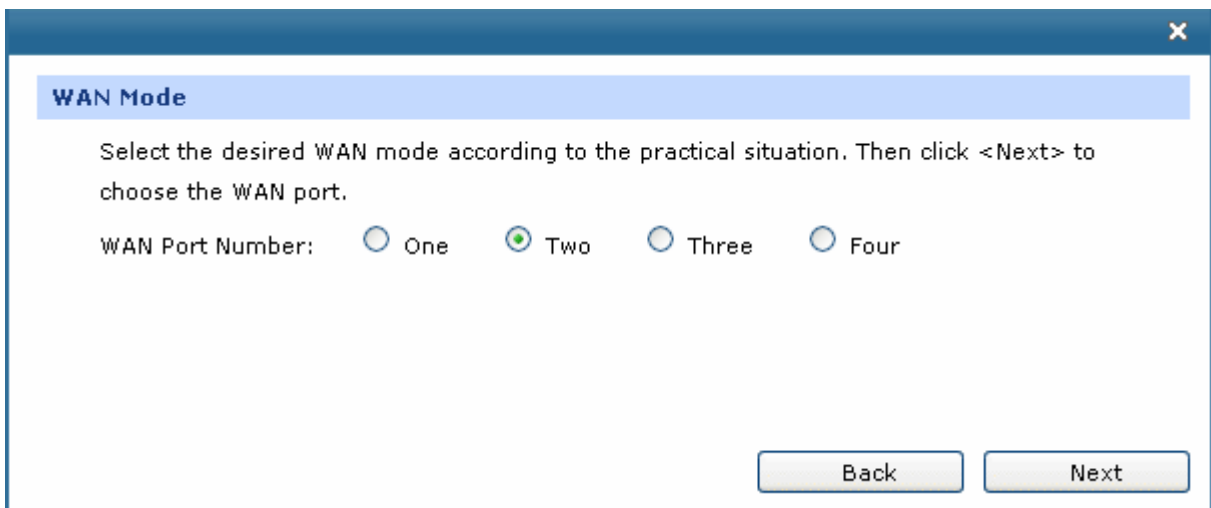 WAN Mode
Select the desired WAN mode according to the practical situation. Then click <Next> to
choose the WAN port.
WAN Port Number: One Two Three Four
Back Next